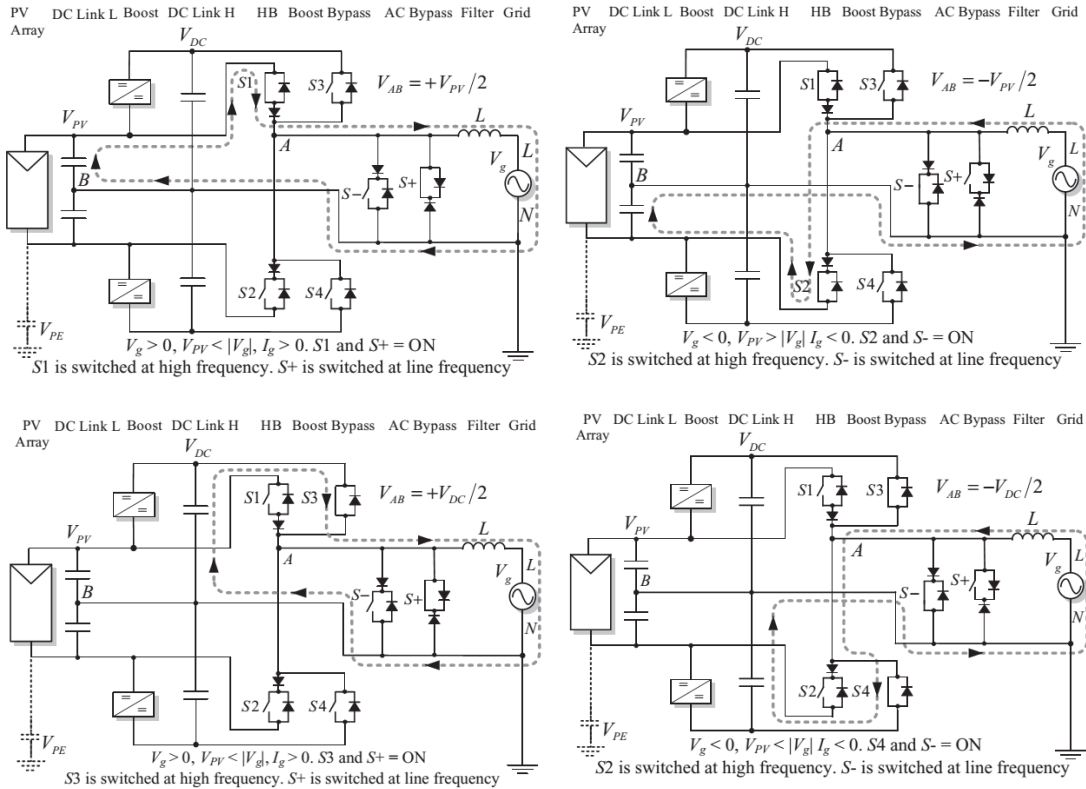 PV Array DC Link L Boost DC Link H HB Boost Bypass AC Bypass Filter Grid
V_DC
S1 S3 V_AB = +V_PV/2
V_PV
L
A
L
V_g
B
S− S+
N
S2 S4
V_PE
V_g > 0, V_PV < |V_g|, I_g > 0. S1 and S+ = ON
S1 is switched at high frequency. S+ is switched at line frequency
PV Array DC Link L Boost DC Link H HB Boost Bypass AC Bypass Filter Grid
V_DC
S1 S3 V_AB = −V_PV/2
V_PV
L
A
L
V_g
B
S− S+
N
S2 S4
V_PE
V_g < 0, V_PV > |V_g| I_g < 0. S2 and S- = ON
S2 is switched at high frequency. S- is switched at line frequency
PV Array DC Link L Boost DC Link H HB Boost Bypass AC Bypass Filter Grid
V_DC
S1 S3 V_AB = +V_DC/2
V_PV
L
A
L
V_g
B
S− S+
N
S2 S4
V_PE
V_g > 0, V_PV < |V_g|, I_g > 0. S3 and S+ = ON
S3 is switched at high frequency. S+ is switched at line frequency
PV Array DC Link L Boost DC Link H HB Boost Bypass AC Bypass Filter Grid
V_DC
S1 S3 V_AB = −V_DC/2
V_PV
L
A
L
V_g
B
S− S+
N
S2 S4
V_PE
V_g < 0, V_PV < |V_g| I_g < 0. S4 and S- = ON
S2 is switched at high frequency. S- is switched at line frequency